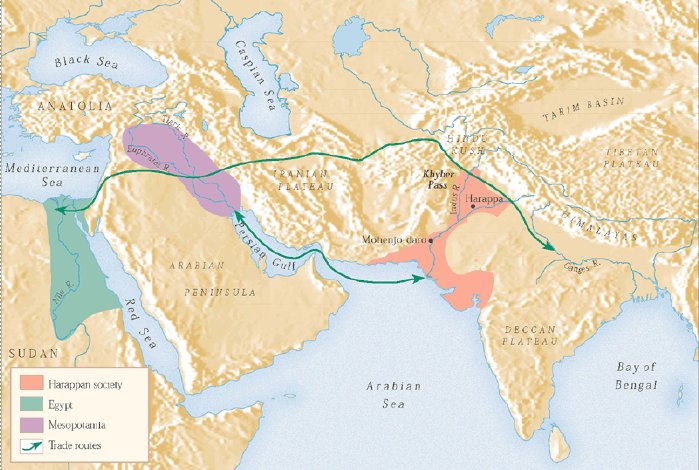 Black Sea
Caspian Sea
ANATOLIA
TARIM BASIN
Tigris R.
HINDU
KUSH
Euphrates R.
TIBETAN
PLATEAU
Mediterranean
Sea
IRANIAN
PLATEAU
Khyber
Pass
Indus R.
Harappa
HIMALAYAS
Mohenjo-daro
Persian Gulf
ARABIAN
PENINSULA
Ganges R.
Nile R.
Red Sea
DECCAN
PLATEAU
SUDAN
Bay of
Bengal
Arabian
Sea
Harappan society
Egypt
Mesopotamia
Trade routes